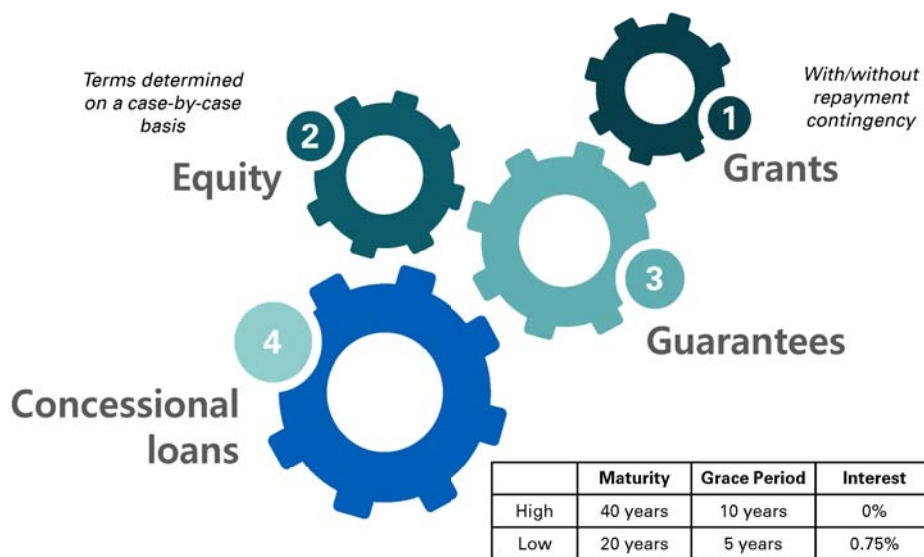 1
Grants
With/without
repayment
contingency
2
Equity
Terms determined
on a case-by-case
basis
3
Guarantees
4
Concessional
loans
Maturity Grace Period Interest
High 40 years 10 years 0%
Low 20 years 5 years 0.75%